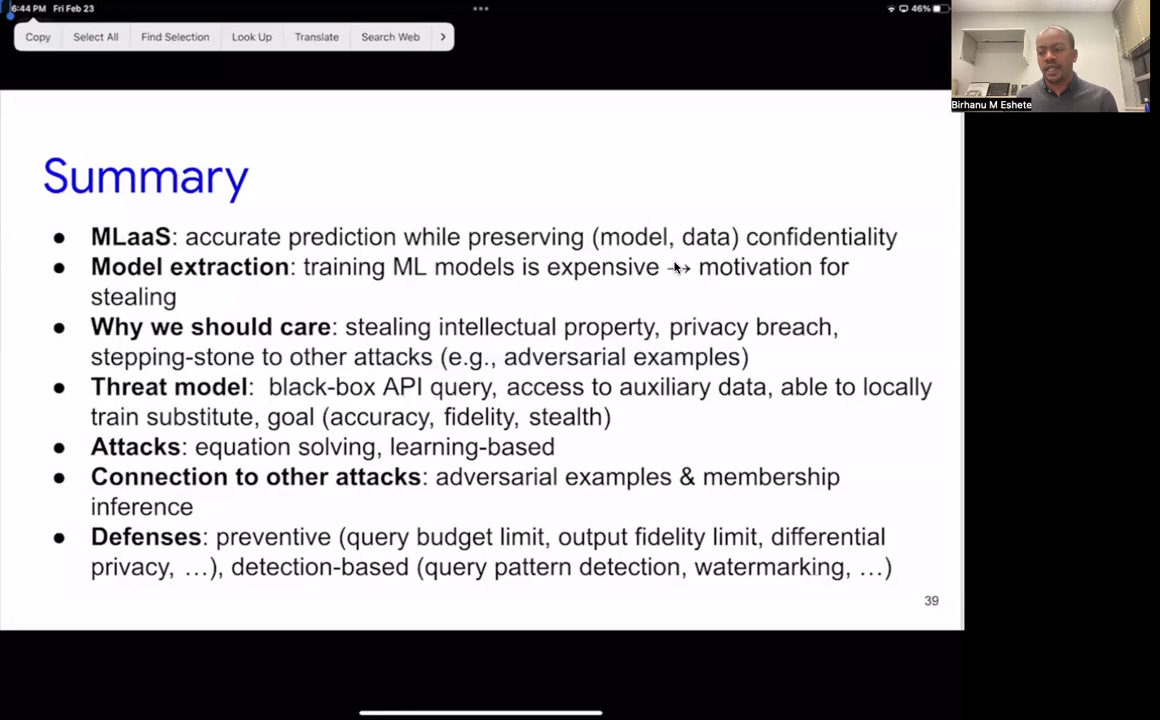 6:44 PM Fri Feb 23
46%
Copy Select All Find Selection Look Up Translate Search Web
Birhanu M Eshete
Summary
● MLaaS: accurate prediction while preserving (model, data) confidentiality
● Model extraction: training ML models is expensive → motivation for
stealing
● Why we should care: stealing intellectual property, privacy breach,
stepping-stone to other attacks (e.g., adversarial examples)
● Threat model: black-box API query, access to auxiliary data, able to locally
train substitute, goal (accuracy, fidelity, stealth)
● Attacks: equation solving, learning-based
● Connection to other attacks: adversarial examples & membership
inference
● Defenses: preventive (query budget limit, output fidelity limit, differential
privacy, …), detection-based (query pattern detection, watermarking, …)
39